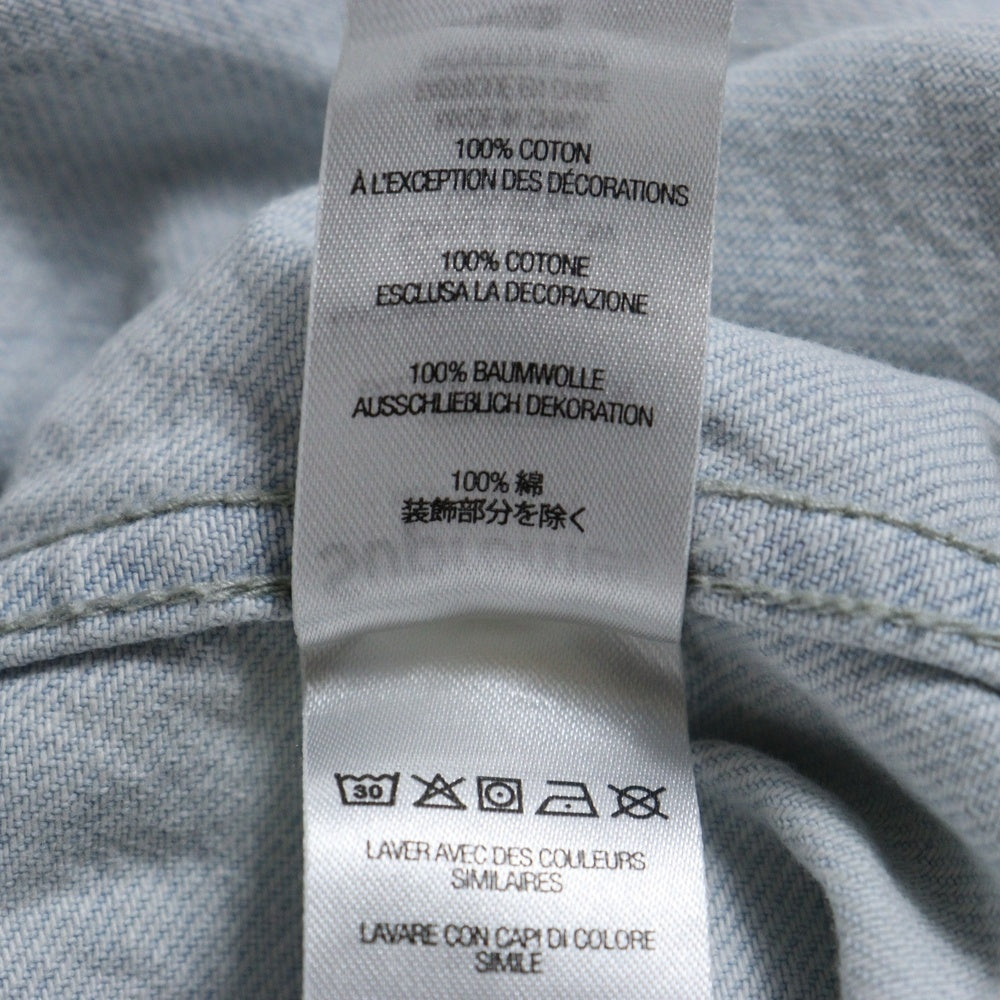 100% COTON
À L'EXCEPTION DES DÉCORATIONS
100% COTONE
ESCLUSA LA DECORAZIONE
100% BAUMWOLLE
AUSSCHLIEßLICH DEKORATION
100% 綿
装飾部分を除く
30
LAVER AVEC DES COULEURS
SIMILAIRES
LAVARE CON CAPI DI COLORE
SIMILE